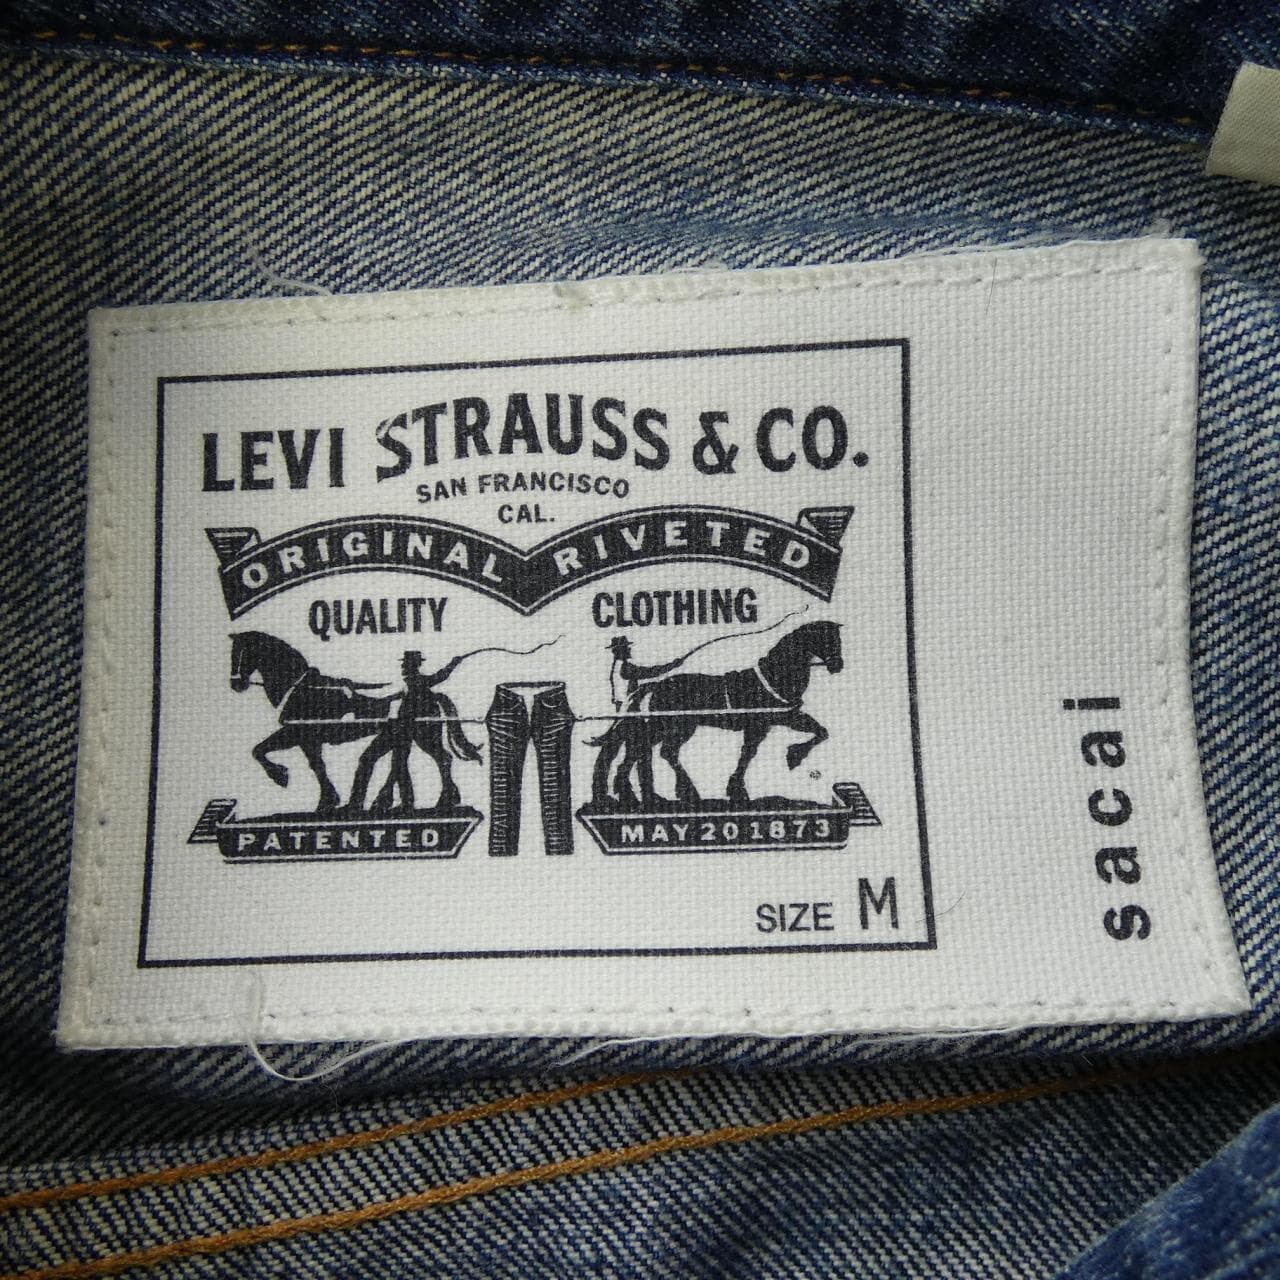 LEVI STRAUSS & CO.
SAN FRANCISCO
CAL.
ORIGINAL RIVETED
QUALITY CLOTHING
PATENTED MAY 20 1873
SIZE M
sacai